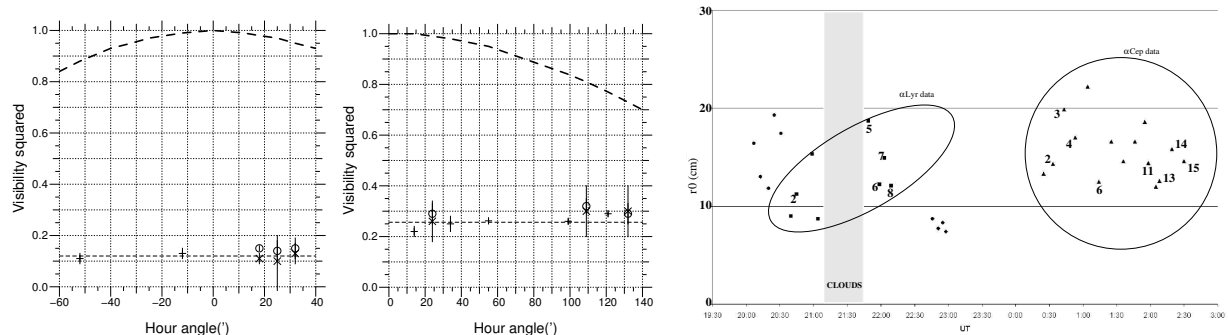 1.0
0.8
0.6
0.4
0.2
0.0
Visibility squared
−60 −40 −20 0 20 40
Hour angle(')
1.0
0.8
0.6
0.4
0.2
0.0
Visibility squared
0 20 40 60 80 100 120 140
Hour angle(')
30
20
10
0
r0 (cm)
αCep data
αLyr data
3
5
4
14
7
2
11
15
6
13
6
8
2
CLOUDS
19:30 20:00 20:30 21:00 21:30 22:00 22:30 23:00 23:30 0:00 0:30 1:00 1:30 2:00 2:30 3:00
UT